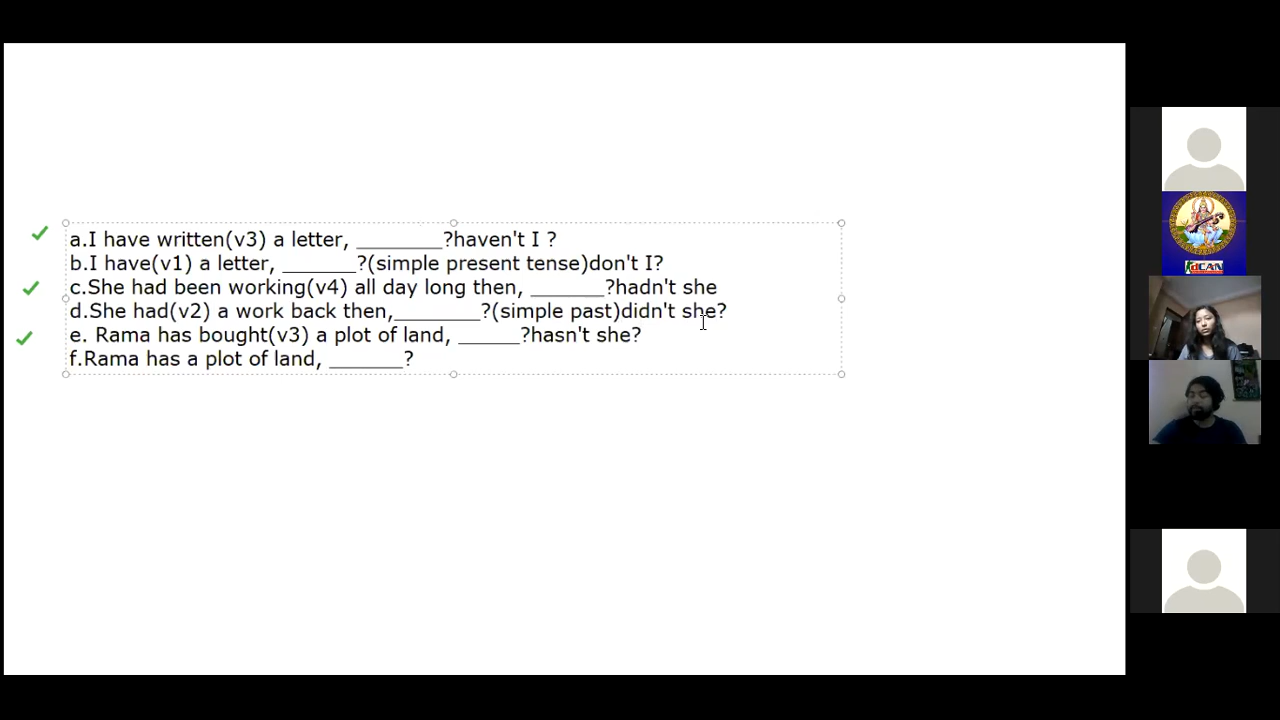 a.I have written(v3) a letter, ________?haven't I ?
b.I have(v1) a letter, _______?(simple present tense)don't I?
c.She had been working(v4) all day long then, _______?hadn't she
d.She had(v2) a work back then,________?(simple past)didn't she?
e. Rama has bought(v3) a plot of land, ______?hasn't she?
f.Rama has a plot of land, _______?
dCAN